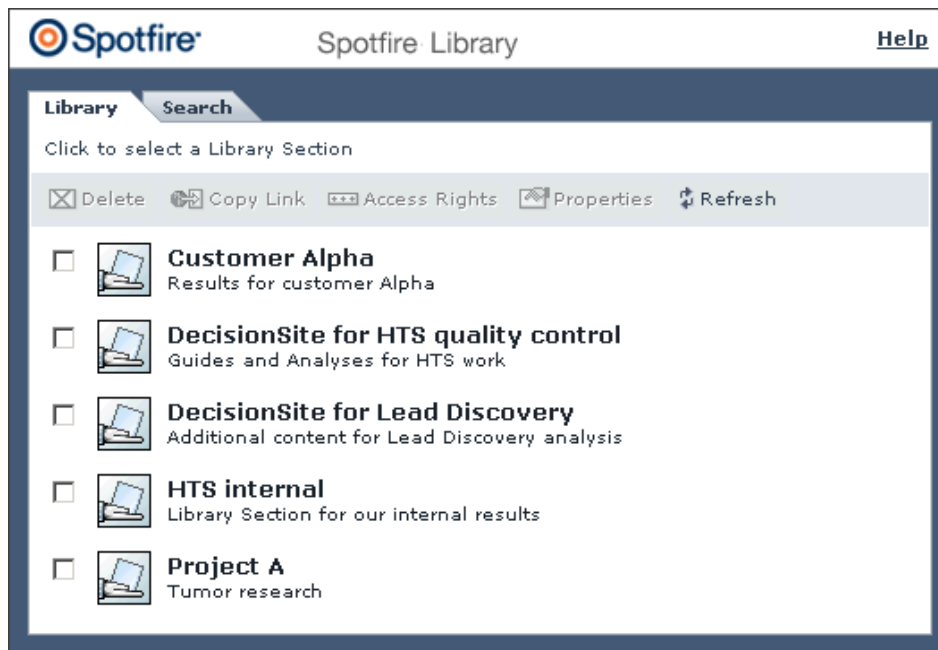 Spotfire
Spotfire Library
Help
Library
Search
Click to select a Library Section
Delete Copy Link Access Rights Properties Refresh
Customer Alpha
Results for customer Alpha
DecisionSite for HTS quality control
Guides and Analyses for HTS work
DecisionSite for Lead Discovery
Additional content for Lead Discovery analysis
HTS internal
Library Section for our internal results
Project A
Tumor research